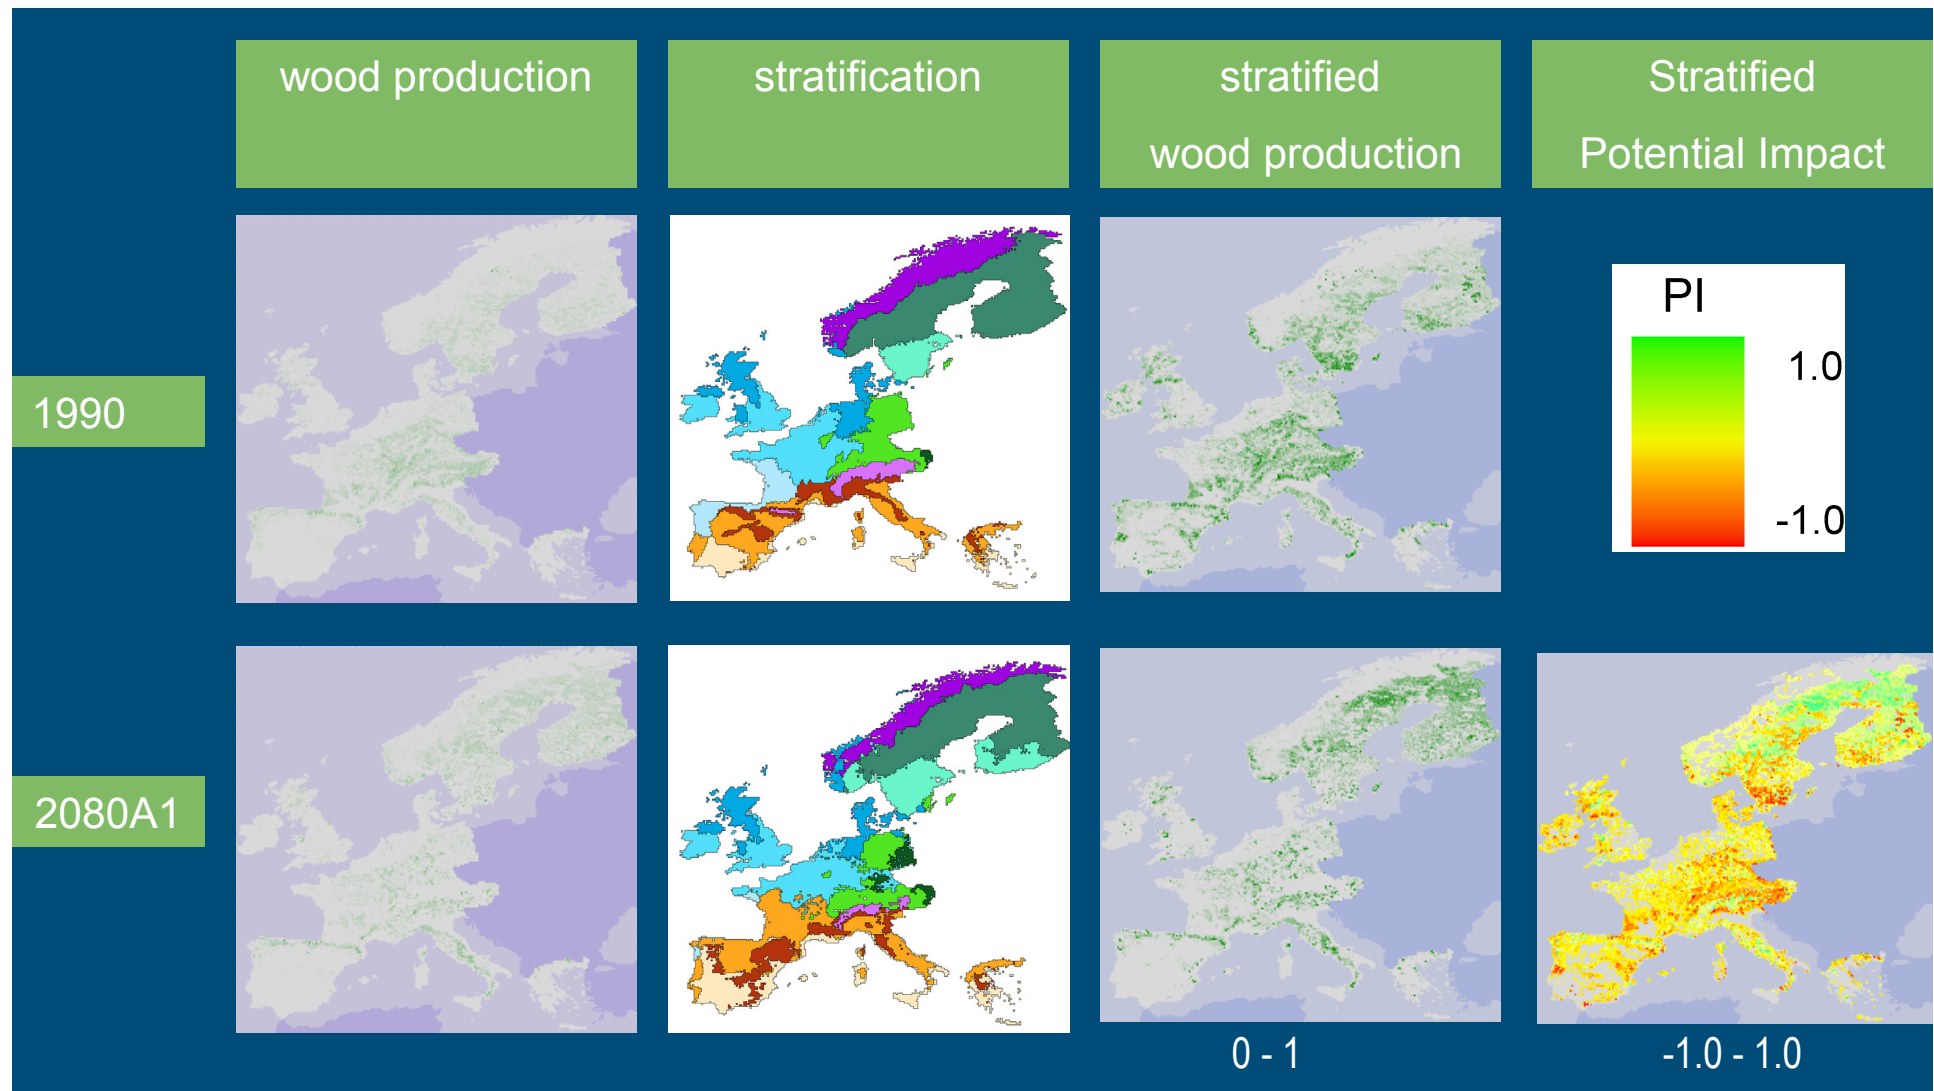 wood production
stratification
stratified
wood production
Stratified
Potential Impact
1990
PI
1.0
-1.0
2080A1
0 - 1
-1.0 - 1.0